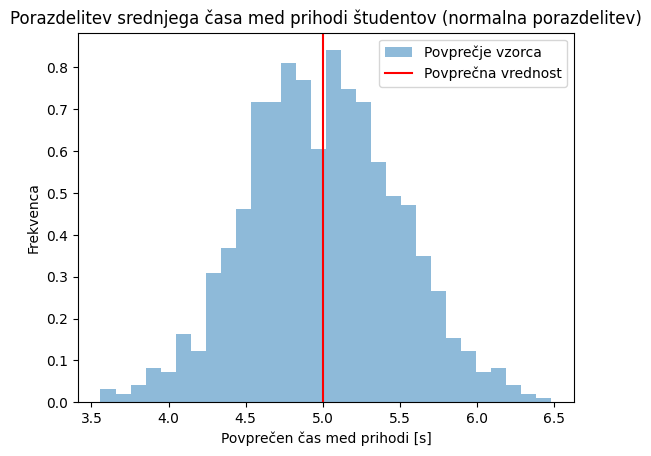 Porazdelitev srednjega časa med prihodi študentov (normalna porazdelitev)
Povprečje vzorca
Povprečna vrednost
Frekvenca
0.8
0.7
0.6
0.5
0.4
0.3
0.2
0.1
0.0
3.5 4.0 4.5 5.0 5.5 6.0 6.5
Povprečen čas med prihodi [s]